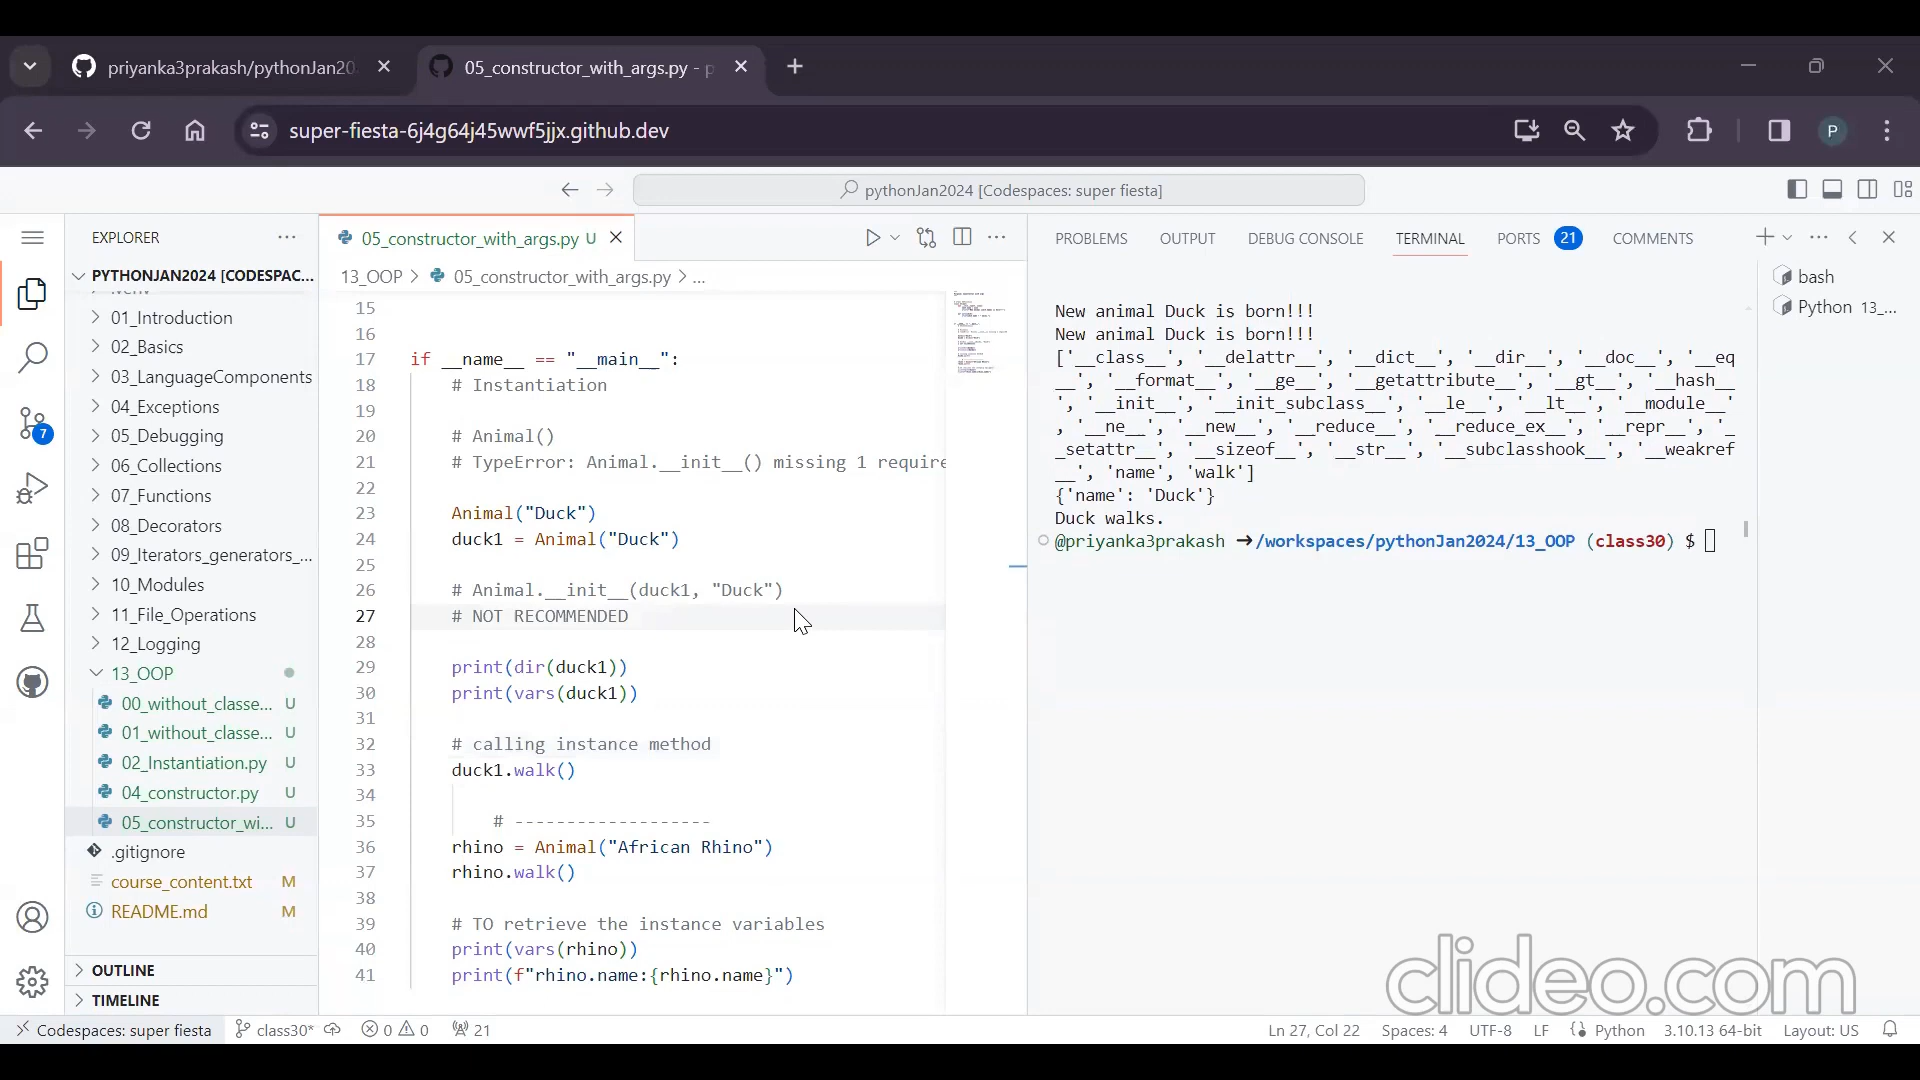 priyanka3prakash/pythonJan20
05_constructor_with_args.py - p
super-fiesta-6j4g64j45wwf5jjx.github.dev
P
pythonJan2024 [Codespaces: super fiesta]
EXPLORER
PYTHONJAN2024 [CODESPAC...
01_Introduction
02_Basics
03_LanguageComponents
04_Exceptions
05_Debugging
06_Collections
07_Functions
08_Decorators
09_Iterators_generators_...
10_Modules
11_File_Operations
12_Logging
13_OOP
00_without_classe... U
01_without_classe... U
02_Instantiation.py U
04_constructor.py U
05_constructor_wi... U
.gitignore
course_content.txt M
README.md M
OUTLINE
TIMELINE
7
05_constructor_with_args.py U
13_OOP > 05_constructor_with_args.py > ...
15
16
17 if __name__ == "__main__":
18 # Instantiation
19
20 # Animal()
21 # TypeError: Animal.__init__() missing 1 require
22
23 Animal("Duck")
24 duck1 = Animal("Duck")
25
26 # Animal.__init__(duck1, "Duck")
27 # NOT RECOMMENDED
28
29 print(dir(duck1))
30 print(vars(duck1))
31
32 # calling instance method
33 duck1.walk()
34
35 # -------------------
36 rhino = Animal("African Rhino")
37 rhino.walk()
38
39 # TO retrieve the instance variables
40 print(vars(rhino))
41 print(f"rhino.name:{rhino.name}")
PROBLEMS OUTPUT DEBUG CONSOLE TERMINAL PORTS 21 COMMENTS
New animal Duck is born!!!
New animal Duck is born!!!
['__class__', '__delattr__', '__dict__', '__dir__', '__doc__', '__eq
__', '__format__', '__ge__', '__getattribute__', '__gt__', '__hash__
', '__init__', '__init_subclass__', '__le__', '__lt__', '__module__'
, '__ne__', '__new__', '__reduce__', '__reduce_ex__', '__repr__', '_
_setattr__', '__sizeof__', '__str__', '__subclasshook__', '__weakref
__', 'name', 'walk']
{'name': 'Duck'}
Duck walks.
@priyanka3prakash ➜/workspaces/pythonJan2024/13_OOP (class30) $
bash
Python 13_...
clideo.com
Codespaces: super fiesta class30* 0 0 21 Ln 27, Col 22 Spaces: 4 UTF-8 LF Python 3.10.13 64-bit Layout: US